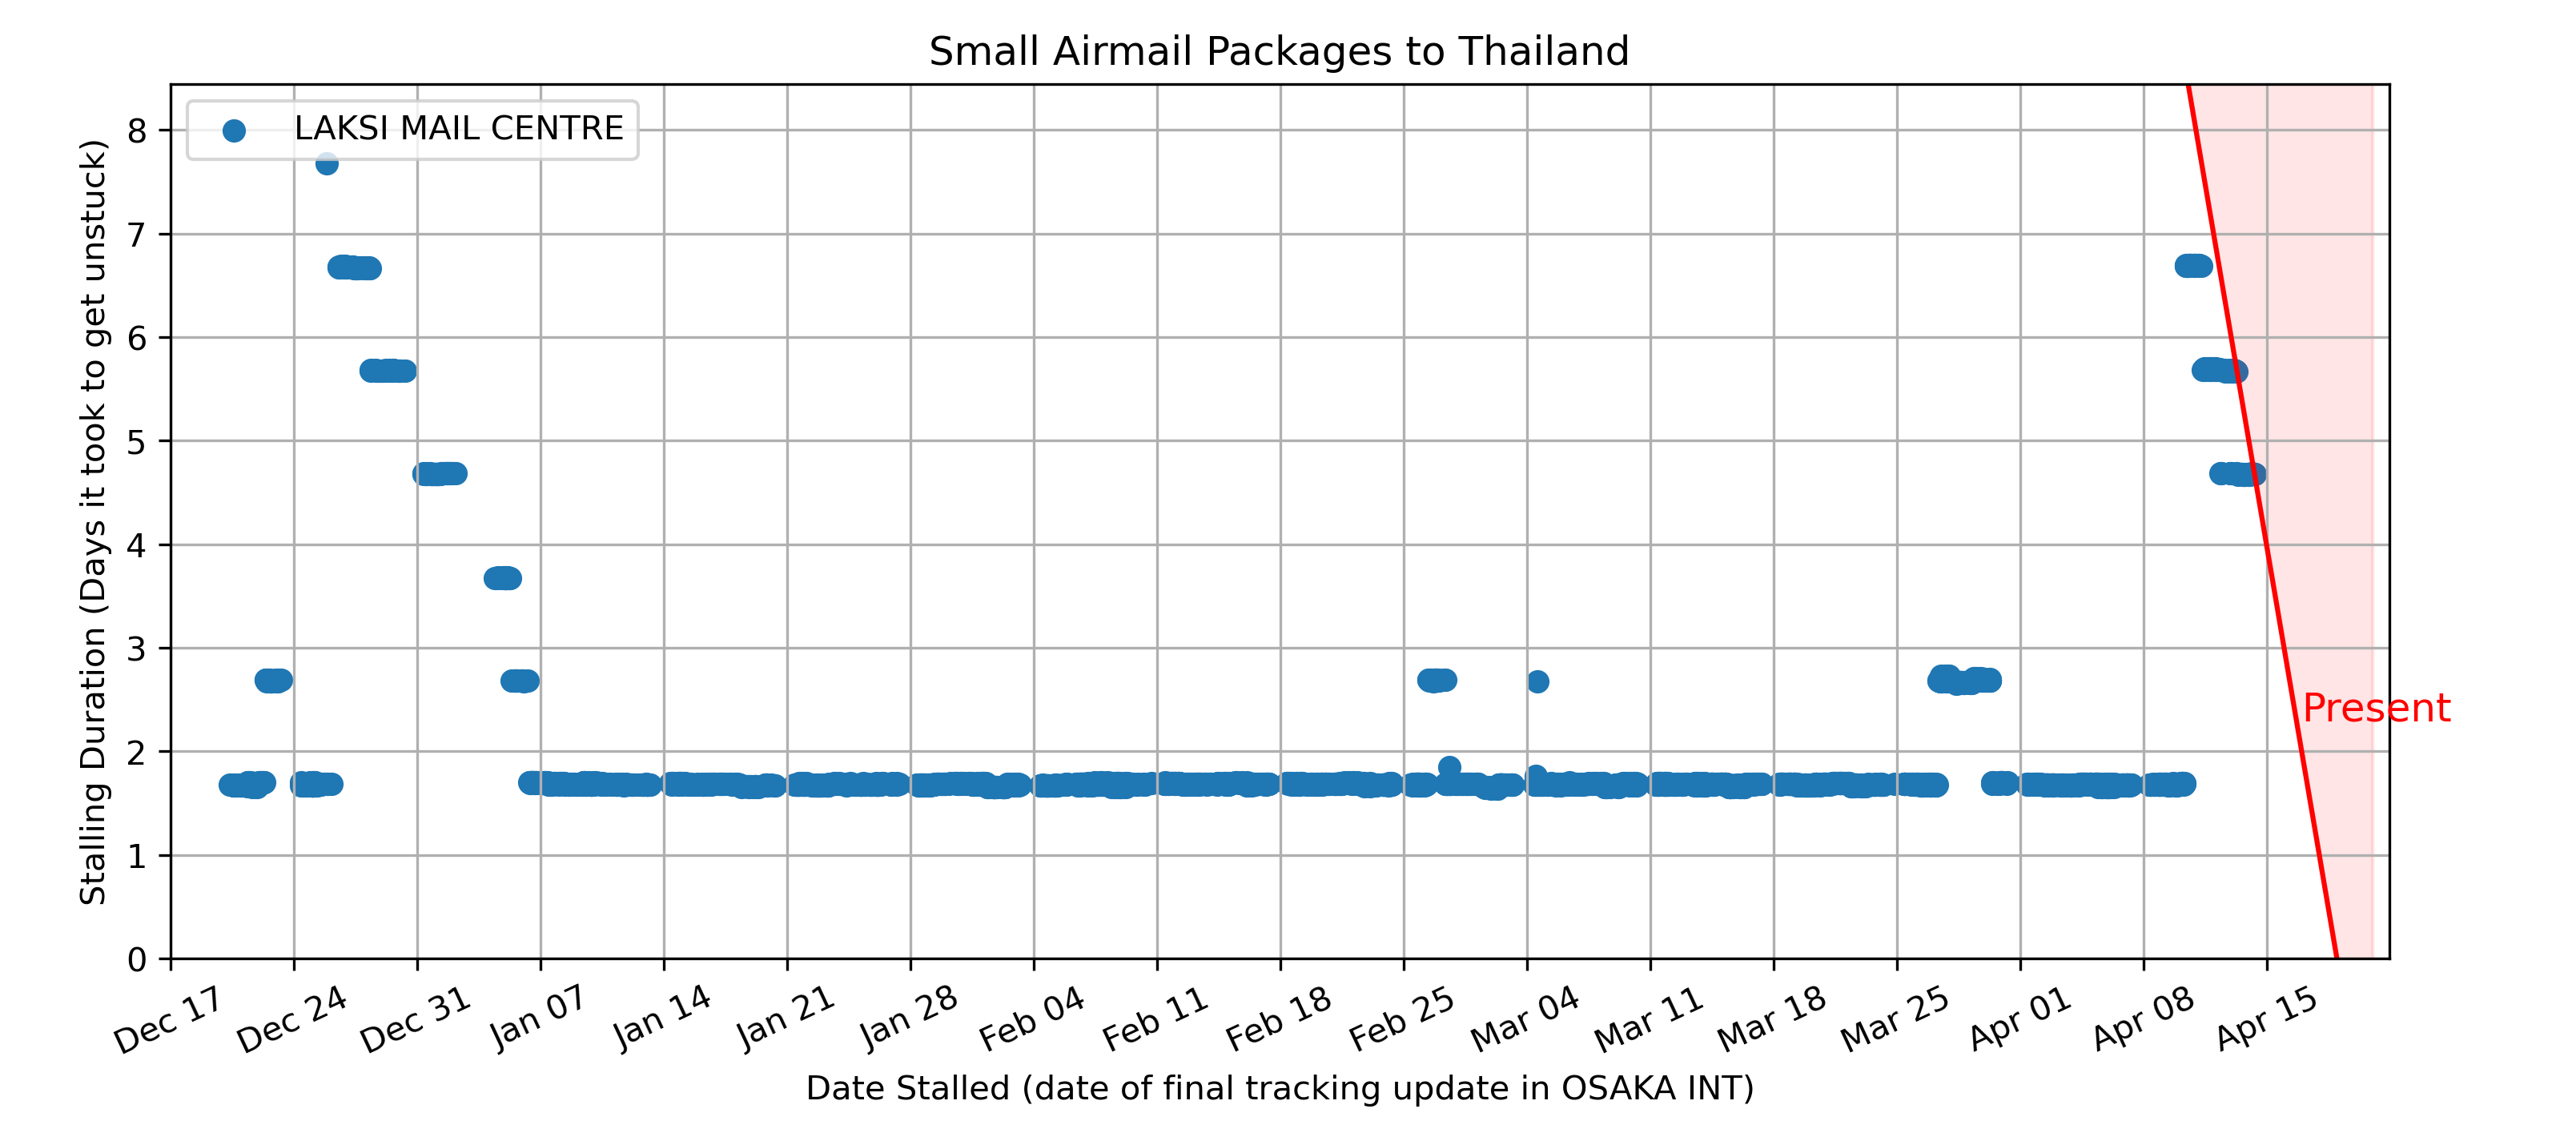 Small Airmail Packages to Thailand
LAKSI MAIL CENTRE
Stalling Duration (Days it took to get unstuck)
8
7
6
5
4
3
2
1
0
Present
Dec 17
Dec 24
Dec 31
Jan 07
Jan 14
Jan 21
Jan 28
Feb 04
Feb 11
Feb 18
Feb 25
Mar 04
Mar 11
Mar 18
Mar 25
Apr 01
Apr 08
Apr 15
Date Stalled (date of final tracking update in OSAKA INT)